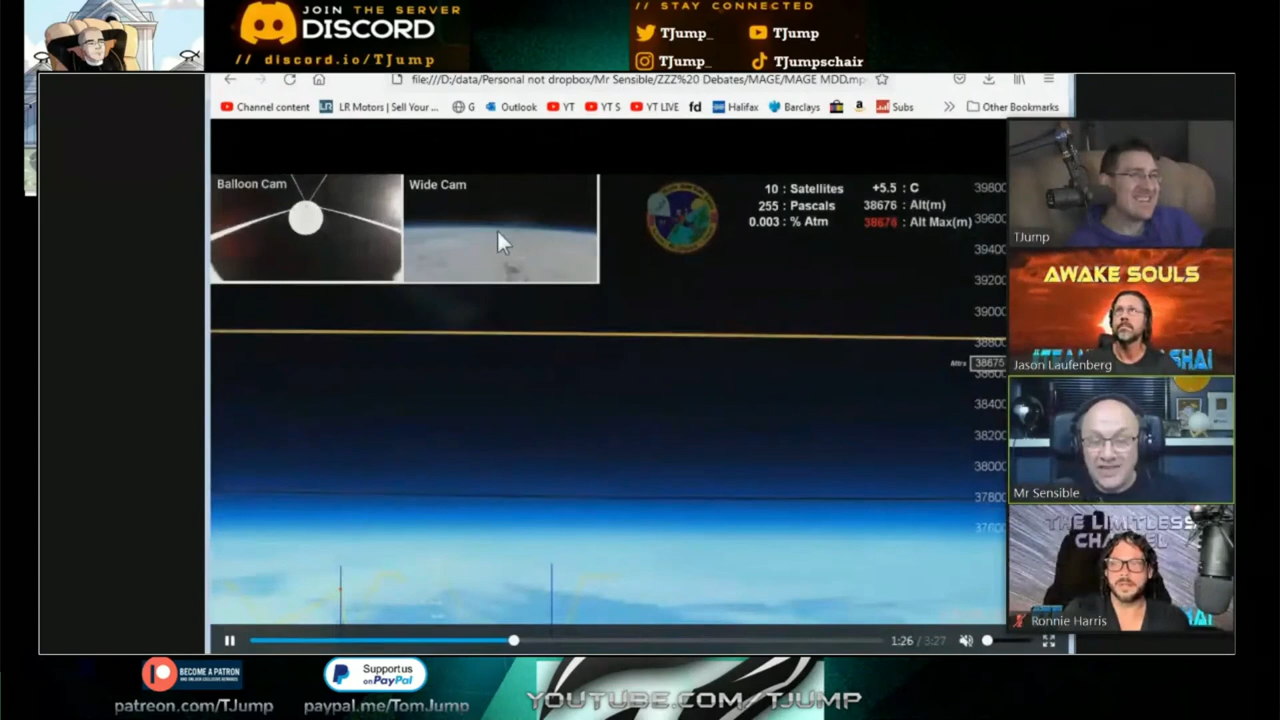 JOIN THE SERVER
DISCORD
// discord.io/TJump
// STAY CONNECTED
TJump_
TJump
TJump_
TJumpschair
file:///D:/data/Personal not dropbox/Mr Sensible/ZZZ%20 Debates/MAGE/MAGE MDD.mp
Channel content
LR Motors | Sell Your ...
G
Outlook
YT
YT S
YT LIVE
fd
Halifax
Barclays
Subs
Other Bookmarks
Balloon Cam
Wide Cam
10 : Satellites
+5.5 : C
255 : Pascals
38676 : Alt(m)
0.003 : % Atm
38676 : Alt Max(m)
39800
39600
39400
39200
39000
38800
38675
38600
38400
38200
38000
37800
37600
TJump
AWAKE SOULS
Jason Laufenberg
Mr Sensible
THE LIMITLESS
Ronnie Harris
1:26 / 3:27
BECOME A PATRON
patreon.com/TJump
Support us
on PayPal
paypal.me/TomJump
YOUTUBE.COM/TJUMP